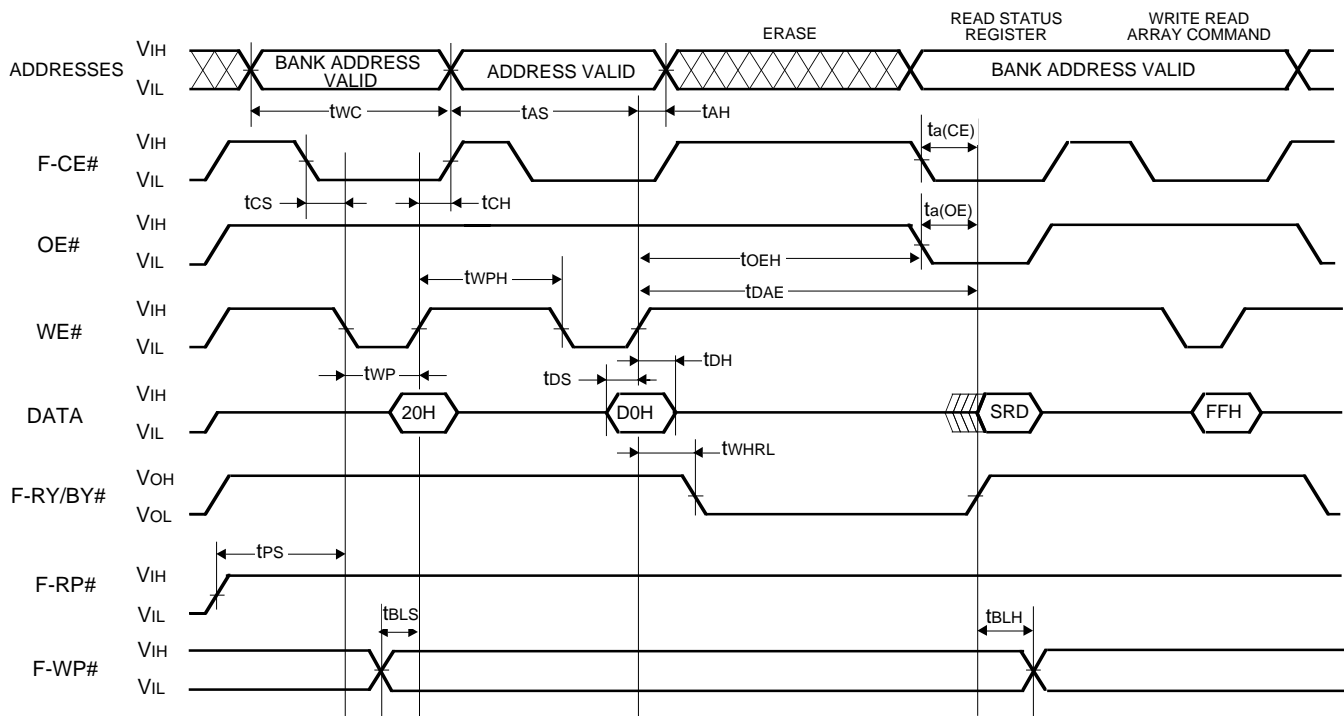 ERASE
READ STATUS
REGISTER
WRITE READ
ARRAY COMMAND
ADDRESSES
VIH
VIL
BANK ADDRESS
VALID
ADDRESS VALID
BANK ADDRESS VALID
tWC
tAS
tAH
F-CE#
VIH
VIL
ta(CE)
tCS
tCH
OE#
VIH
VIL
ta(OE)
tOEH
tWPH
tDAE
WE#
VIH
VIL
tWP
tDS
tDH
DATA
VIH
VIL
20H
D0H
SRD
FFH
tWHRL
F-RY/BY#
VOH
VOL
tPS
F-RP#
VIH
VIL
tBLS
tBLH
F-WP#
VIH
VIL